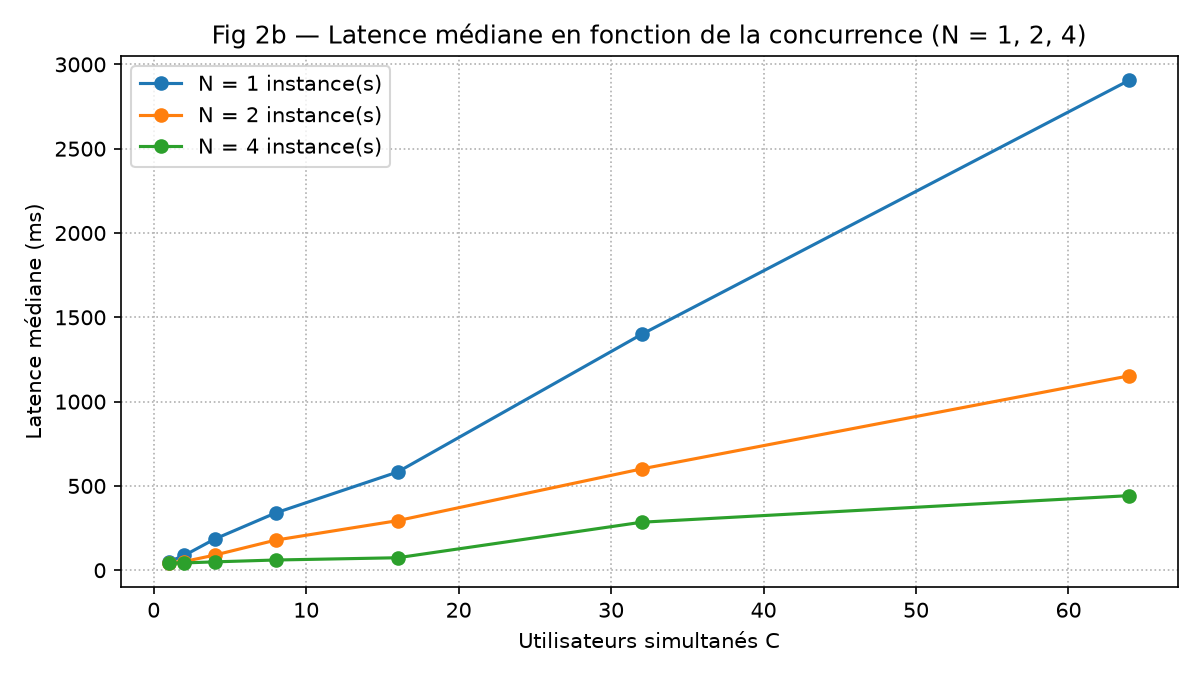 Fig 2b — Latence médiane en fonction de la concurrence (N = 1, 2, 4)
N = 1 instance(s)
N = 2 instance(s)
N = 4 instance(s)
Latence médiane (ms)
3000
2500
2000
1500
1000
500
0
0 10 20 30 40 50 60
Utilisateurs simultanés C